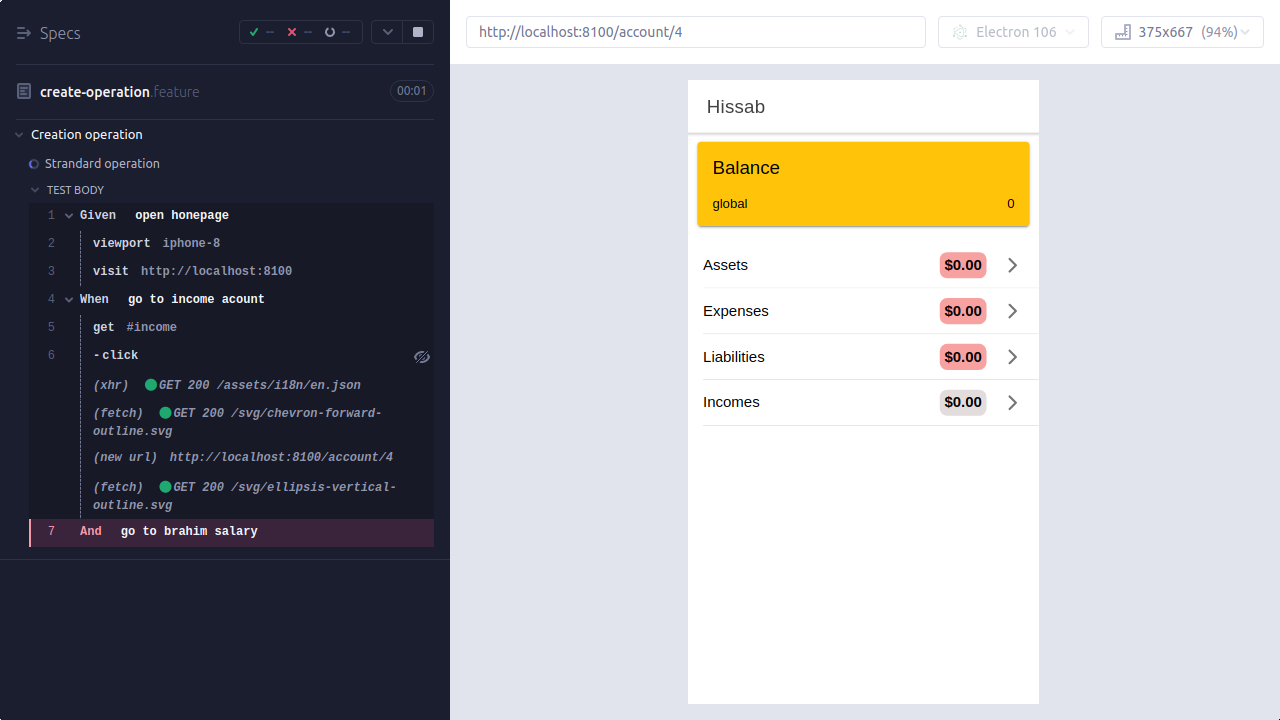 Specs
http://localhost:8100/account/4
Electron 106
375x667 (94%)
create-operation.feature 00:01
Creation operation
Strandard operation
TEST BODY
1 Given open honepage
2 viewport iphone-8
3 visit http://localhost:8100
4 When go to income acount
5 get #income
6 -click
(xhr) GET 200 /assets/i18n/en.json
(fetch) GET 200 /svg/chevron-forward-
outline.svg
(new url) http://localhost:8100/account/4
(fetch) GET 200 /svg/ellipsis-vertical-
outline.svg
7 And go to brahim salary
Hissab
Balance
global 0
Assets $0.00
Expenses $0.00
Liabilities $0.00
Incomes $0.00